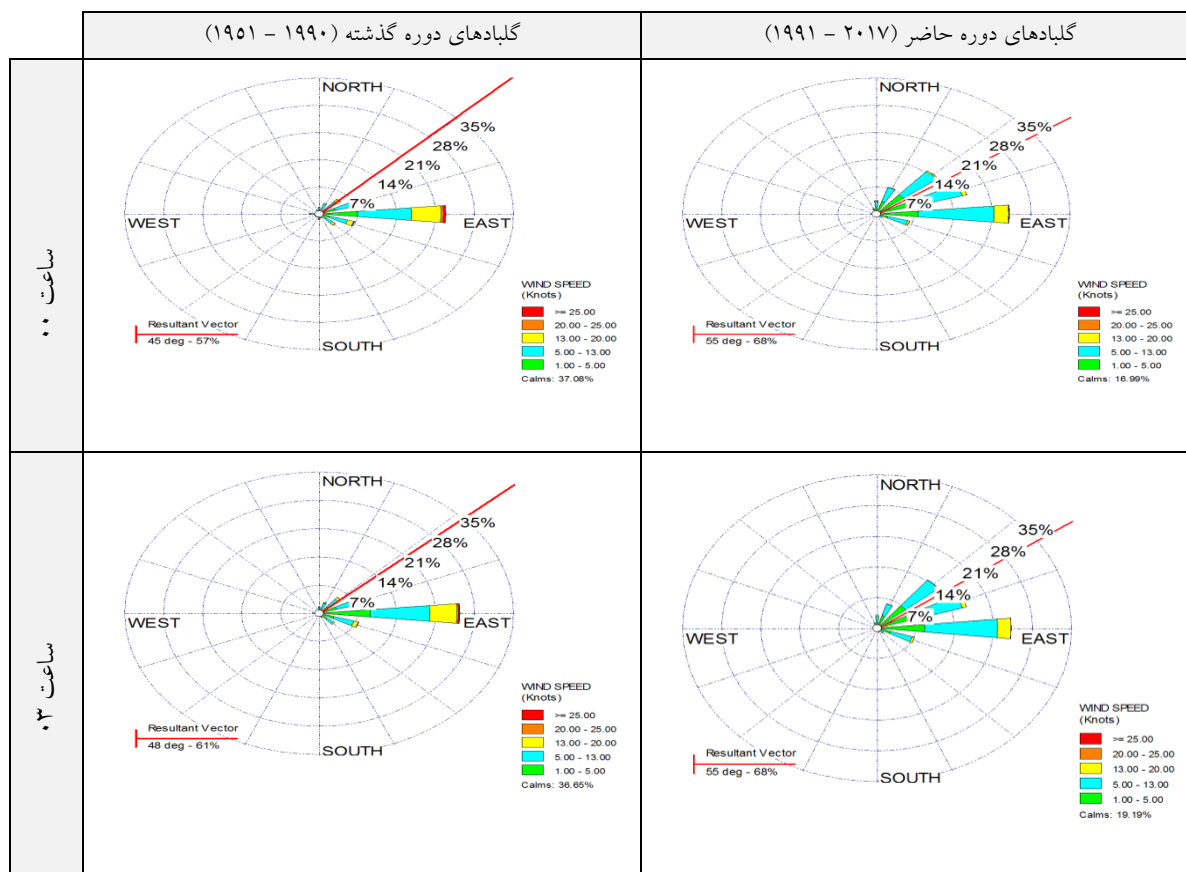 گلبادهای دوره گذشته (۱۹۹۰ - ۱۹۵۱)
گلبادهای دوره حاضر (۲۰۱۷ - ۱۹۹۱)
ساعت ۰۰
NORTH
35%
28%
21%
14%
7%
WEST
EAST
SOUTH
WIND SPEED
(Knots)
>= 25.00
20.00 - 25.00
13.00 - 20.00
5.00 - 13.00
1.00 - 5.00
Calms: 37.08%
Resultant Vector
45 deg - 57%
NORTH
35%
28%
21%
14%
7%
WEST
EAST
SOUTH
WIND SPEED
(Knots)
>= 25.00
20.00 - 25.00
13.00 - 20.00
5.00 - 13.00
1.00 - 5.00
Calms: 16.99%
Resultant Vector
55 deg - 68%
ساعت ۰۳
NORTH
35%
28%
21%
14%
7%
WEST
EAST
SOUTH
WIND SPEED
(Knots)
>= 25.00
20.00 - 25.00
13.00 - 20.00
5.00 - 13.00
1.00 - 5.00
Calms: 36.65%
Resultant Vector
48 deg - 61%
NORTH
35%
28%
21%
14%
7%
WEST
EAST
SOUTH
WIND SPEED
(Knots)
>= 25.00
20.00 - 25.00
13.00 - 20.00
5.00 - 13.00
1.00 - 5.00
Calms: 19.19%
Resultant Vector
55 deg - 68%